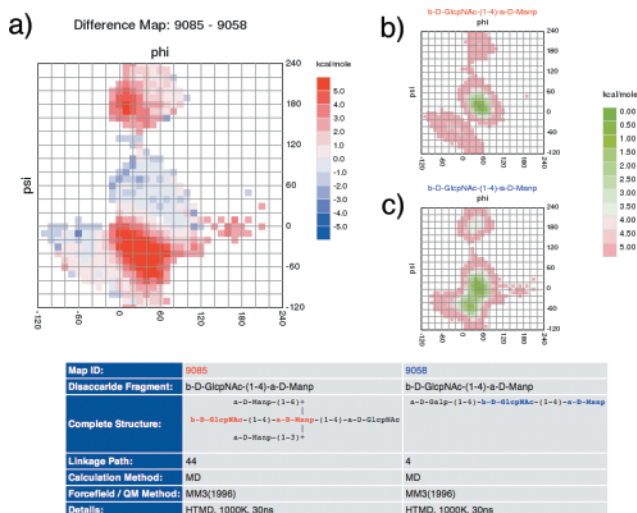 a)
Difference Map: 9085 - 9058
phi
kcal/mole
5.0
4.0
3.0
2.0
1.0
0.0
-1.0
-2.0
-3.0
-4.0
-5.0
psi
240
180
120
60
0
-60
-120
-120
-60
0
60
120
180
240
b)
b-D-GlcpNAc-(1-4)-a-D-Manp
phi
psi
240
180
120
60
0
-60
-120
-120
-60
0
60
120
180
240
kcal/mole
0.00
0.50
1.00
1.50
2.00
2.50
3.00
3.50
4.00
4.50
5.00
c)
b-D-GlcpNAc-(1-4)-a-D-Manp
phi
psi
240
180
120
60
0
-60
-120
-120
-60
0
60
120
180
240
Map ID: 9085 9058
Disaccaride Fragment: b-D-GlcpNAc-(1-4)-a-D-Manp b-D-GlcpNAc-(1-4)-a-D-Manp
Complete Structure:
a-D-Manp-(1-6)+
|
b-D-GlcpNAc-(1-4)-a-D-Manp-(1-4)-a-D-GlcpNAc
|
a-D-Manp-(1-3)+
a-D-Galp-(1-4)-b-D-GlcpNAc-(1-4)-a-D-Manp
Linkage Path: 44 4
Calculation Method: MD MD
Forcefield / QM Method: MM3(1996) MM3(1996)
Details: HTMD, 1000K, 30ns HTMD, 1000K, 30ns